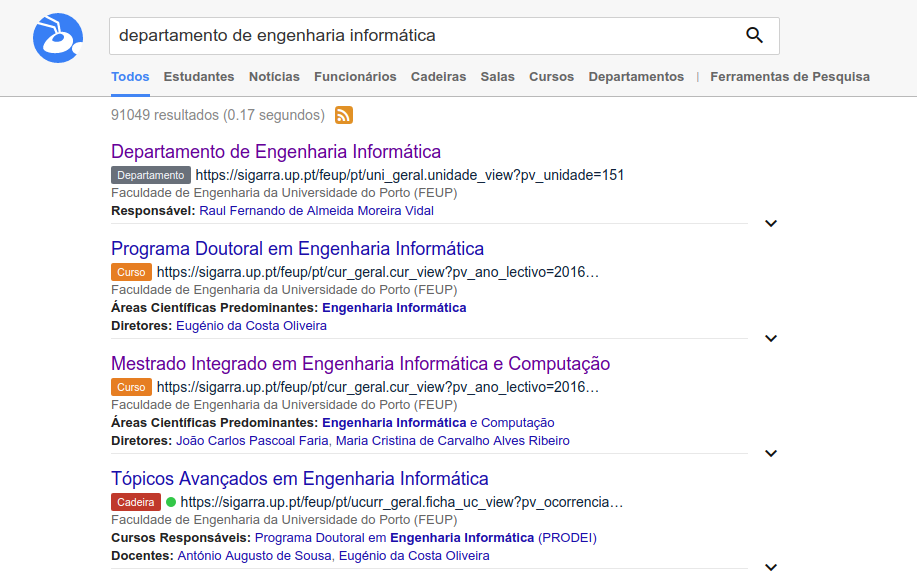 departamento de engenharia informática
Todos Estudantes Notícias Funcionários Cadeiras Salas Cursos Departamentos | Ferramentas de Pesquisa
91049 resultados (0.17 segundos)
Departamento de Engenharia Informática
Departamento https://sigarra.up.pt/feup/pt/uni_geral.unidade_view?pv_unidade=151
Faculdade de Engenharia da Universidade do Porto (FEUP)
Responsável: Raul Fernando de Almeida Moreira Vidal
Programa Doutoral em Engenharia Informática
Curso https://sigarra.up.pt/feup/pt/cur_geral.cur_view?pv_ano_lectivo=2016…
Faculdade de Engenharia da Universidade do Porto (FEUP)
Áreas Científicas Predominantes: Engenharia Informática
Diretores: Eugénio da Costa Oliveira
Mestrado Integrado em Engenharia Informática e Computação
Curso https://sigarra.up.pt/feup/pt/cur_geral.cur_view?pv_ano_lectivo=2016…
Faculdade de Engenharia da Universidade do Porto (FEUP)
Áreas Científicas Predominantes: Engenharia Informática e Computação
Diretores: João Carlos Pascoal Faria, Maria Cristina de Carvalho Alves Ribeiro
Tópicos Avançados em Engenharia Informática
Cadeira https://sigarra.up.pt/feup/pt/ucurr_geral.ficha_uc_view?pv_ocorrencia…
Faculdade de Engenharia da Universidade do Porto (FEUP)
Cursos Responsáveis: Programa Doutoral em Engenharia Informática (PRODEI)
Docentes: António Augusto de Sousa, Eugénio da Costa Oliveira